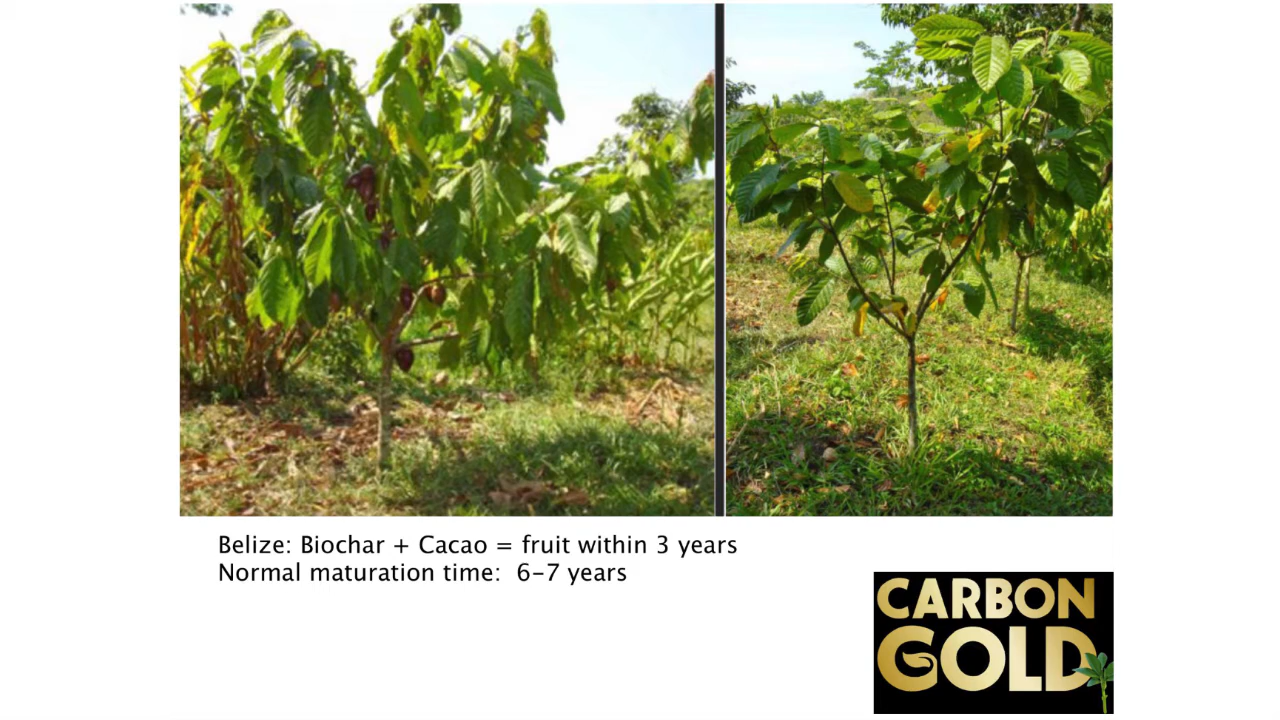 Belize: Biochar + Cacao = fruit within 3 years
Normal maturation time:  6-7 years
CARBON
GOLD